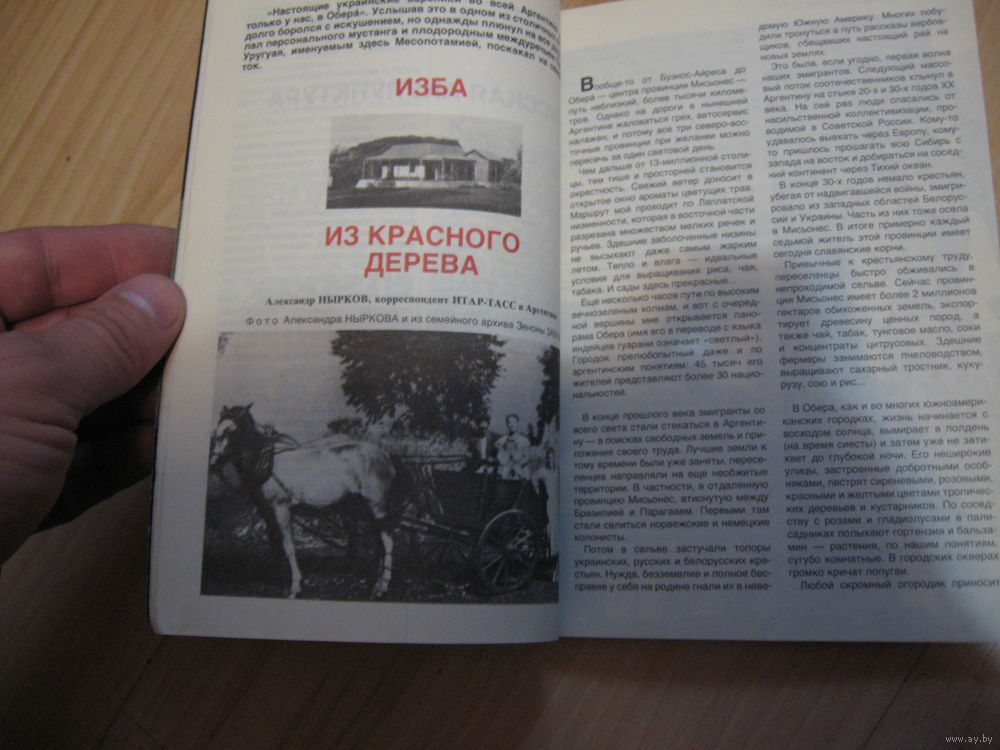 «Настоящие украинские вареники во всей Аргентине
только у нас, в Обера». Услышав это в одном из столичных
долго боролся с искушением, но однажды плюнул на все
лал персонального мустанга и плодородным междуречьем
Уругуая, именуемым здесь Месопотамией, поскакал на
ток.
ИЗБА
ИЗ КРАСНОГО
ДЕРЕВА
Александр НЫРКОВ, корреспондент ИТАР-ТАСС в Аргентине
Фото Александра НЫРКОВА и из семейного архива Зеноны
Вообще-то от Буэнос-Айреса до
Обера — центра провинции Мисьонес —
путь неблизкий, более тысячи киломе-
тров. Однако на дороги в нынешней
Аргентине жаловаться грех, автосервис
налажен, и потому все три северо-вос-
точные провинции при желании можно
пересечь за один световой день.
Чем дальше от 13-миллионной столи-
цы, тем тише и просторней становится
окрестность. Свежий ветер доносит в
открытое окно ароматы цветущих трав.
Маршрут мой проходит по Лаплатской
низменности, которая в восточной части
разрезана множеством мелких речек и
ручьев. Здешние заболоченные низины
не высыхают даже самым жарким
летом. Тепло и влага — идеальные
условия для выращивания риса, чая,
табака. И сады здесь прекрасные...
Еще несколько часов пути по высоким
вечнозеленым холмам, и вот с очеред-
ной вершины мне открывается пано-
рама Обера (имя его в переводе с языка
индейцев гуарани означает «светлый»).
Городок прелюбопытный даже и по
аргентинским понятиям: 45 тысяч его
жителей представляют более 30 нацио-
нальностей.
В конце прошлого века эмигранты со
всего света стали стекаться в Аргенти-
ну — в поисках свободных земель и при-
ложения своего труда. Лучшие земли к
тому времени были уже заняты, пересе-
ленцев направляли на еще необжитые
территории. В частности, в отдаленную
провинцию Мисьонес, втиснутую между
Бразилией и Парагваем. Первыми там
стали селиться норвежские и немецкие
колонисты.
Потом в сельве застучали топоры
украинских, русских и белорусских кре-
стьян. Нужда, безземелие и полное бес-
правие у себя на родине гнали их в неве-
домую Южную Америку. Многих побу-
дили тронуться в путь рассказы вербов-
щиков, обещавших настоящий рай на
новых землях.
Это была, если угодно, первая волна
наших эмигрантов. Следующий массо-
вый поток соотечественников хлынул в
Аргентину на стыке 20-х и 30-х годов XX
века. На сей раз люди спасались от
насильственной коллективизации, про-
водимой в Советской России. Кому-то
удавалось выехать через Европу, кому-
то пришлось прошагать всю Сибирь с
запада на восток и добираться на сосед-
ний континент через Тихий океан.
В конце 30-х годов немало крестьян,
убегая от надвигавшейся войны, эмигри-
ровало из западных областей Белорус-
сии и Украины. Часть из них тоже осела
в Мисьонес. В итоге примерно каждый
седьмой житель этой провинции имеет
сегодня славянские корни.
Привычные к крестьянскому труду,
переселенцы быстро обживались в
непроходимой сельве. Сейчас провин-
ция Мисьонес имеет более 2 миллионов
гектаров обихоженных земель, экспор-
тирует древесину ценных пород, а
также чай, табак, тунговое масло, соки
и концентраты цитрусовых. Здешние
фермеры занимаются пчеловодством,
выращивают сахарный тростник, куку-
рузу, сою и рис...
В Обера, как и во многих южноамери-
канских городках, жизнь начинается с
восходом солнца, вымирает в полдень
(на время сиесты) и затем уже не зати-
хает до глубокой ночи. Его неширокие
улицы, застроенные добротными особ-
няками, пестрят сиреневыми, розовыми,
красными и желтыми цветами тропичес-
ких деревьев и кустарников. По сосед-
ству с розами и гладиолусами в пали-
садниках полыхают гортензия и бальза-
мин — растения, по нашим понятиям,
сугубо комнатные. В городских скверах
громко кричат попугаи.
Любой скромный огородик приносит
www.ay.by